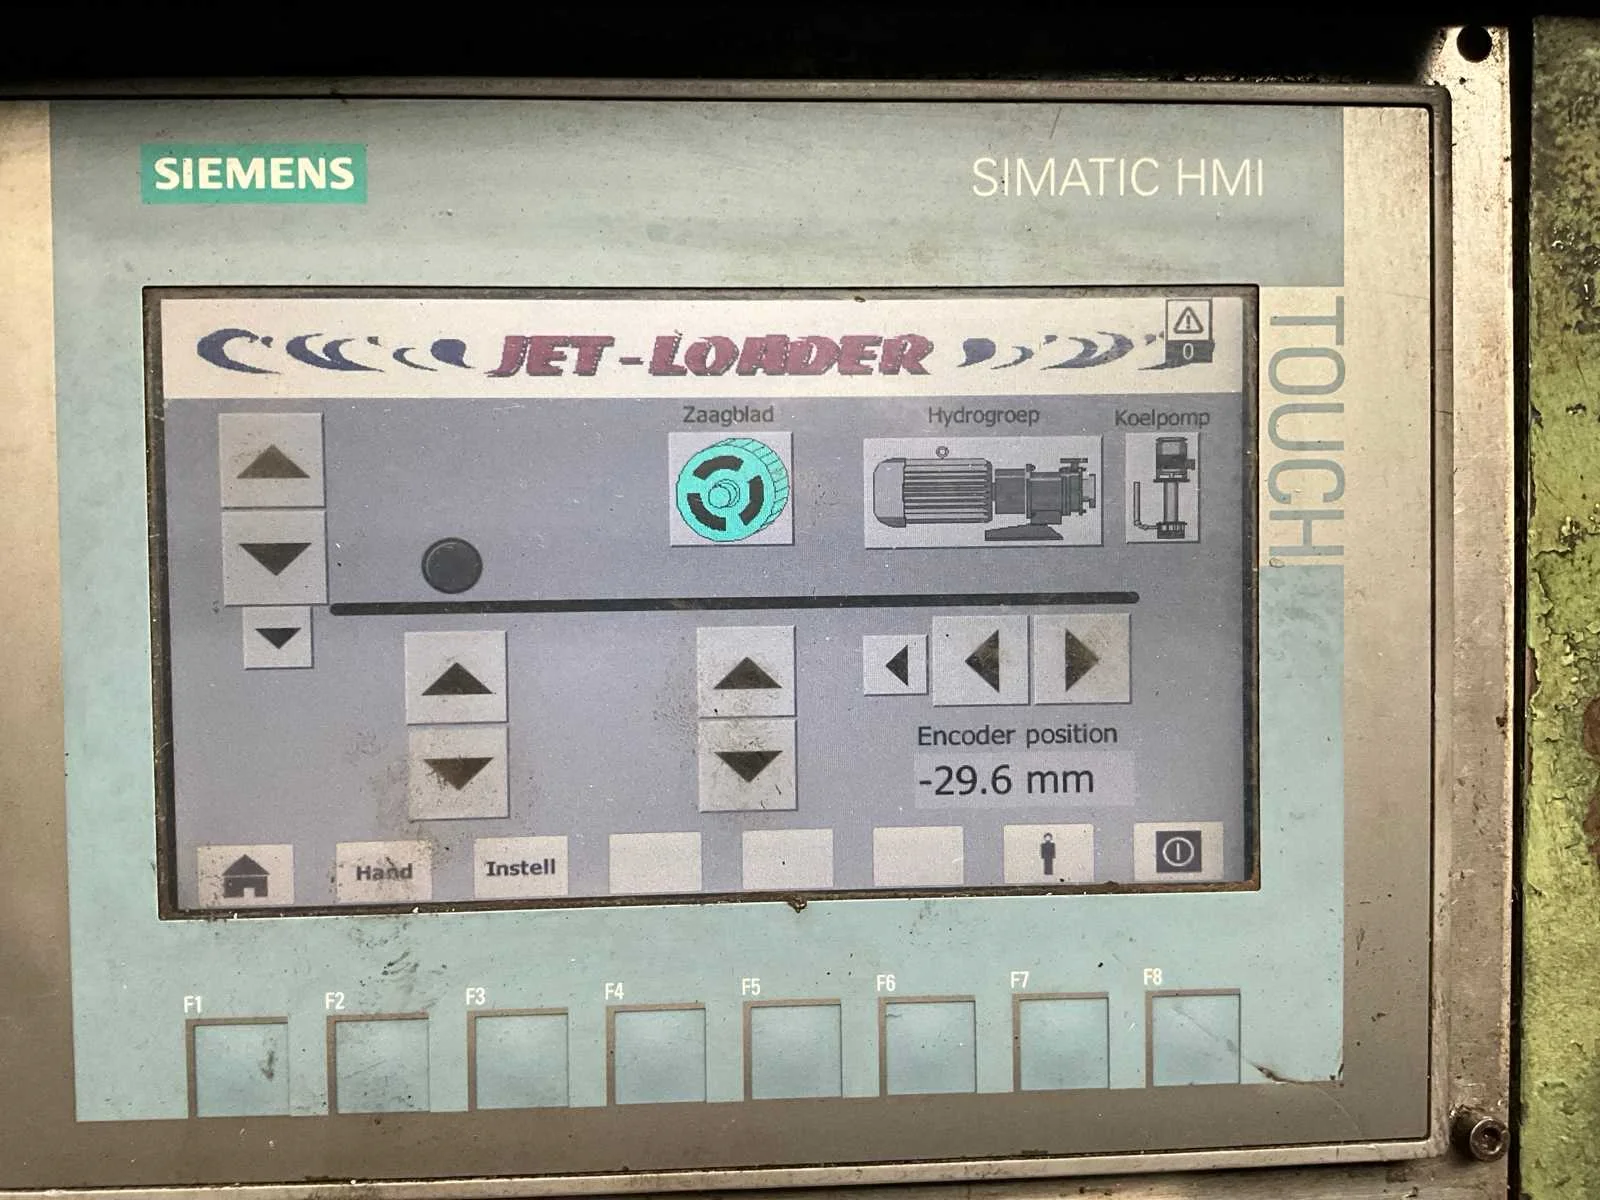 SIEMENS
SIMATIC HMI
TOUCH
JET-LOADER
0
Zaagblad
Hydrogroep
Koelpomp
Encoder position
-29.6 mm
Hand
Instell
F1
F2
F3
F4
F5
F6
F7
F8